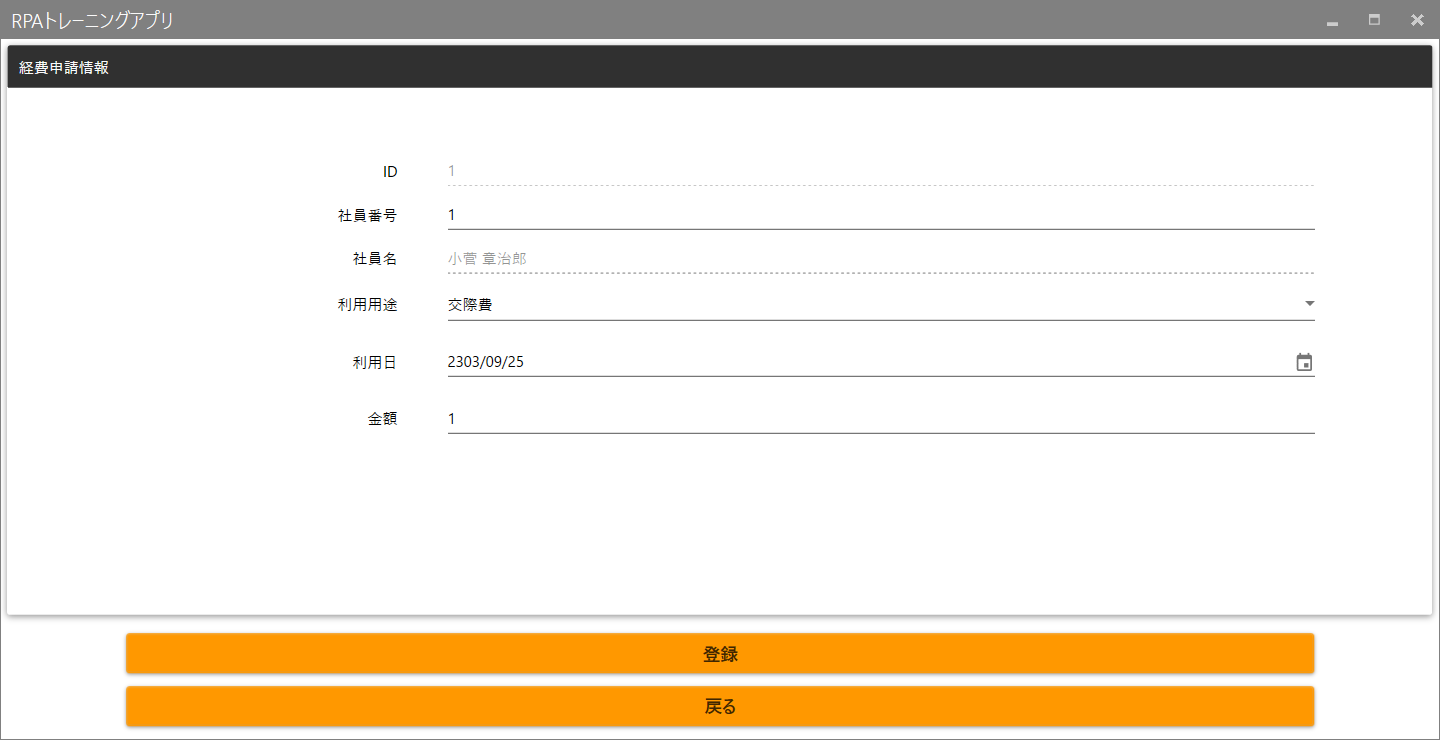 RPAトレーニングアプリ
経費申請情報
ID 1
社員番号 1
社員名 小菅 章治郎
利用用途 交際費
利用日 2303/09/25
金額 1
登録
戻る